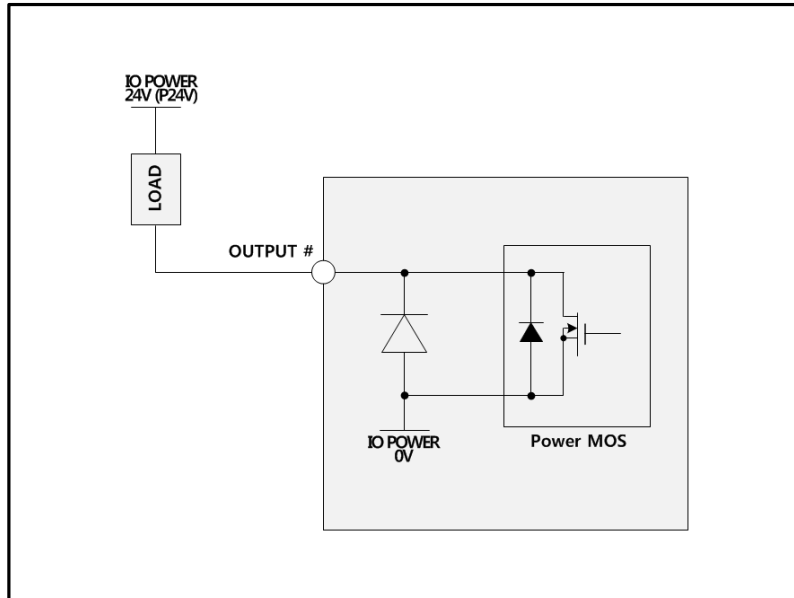 IO POWER
24V (P24V)
LOAD
OUTPUT #
IO POWER
0V
Power MOS